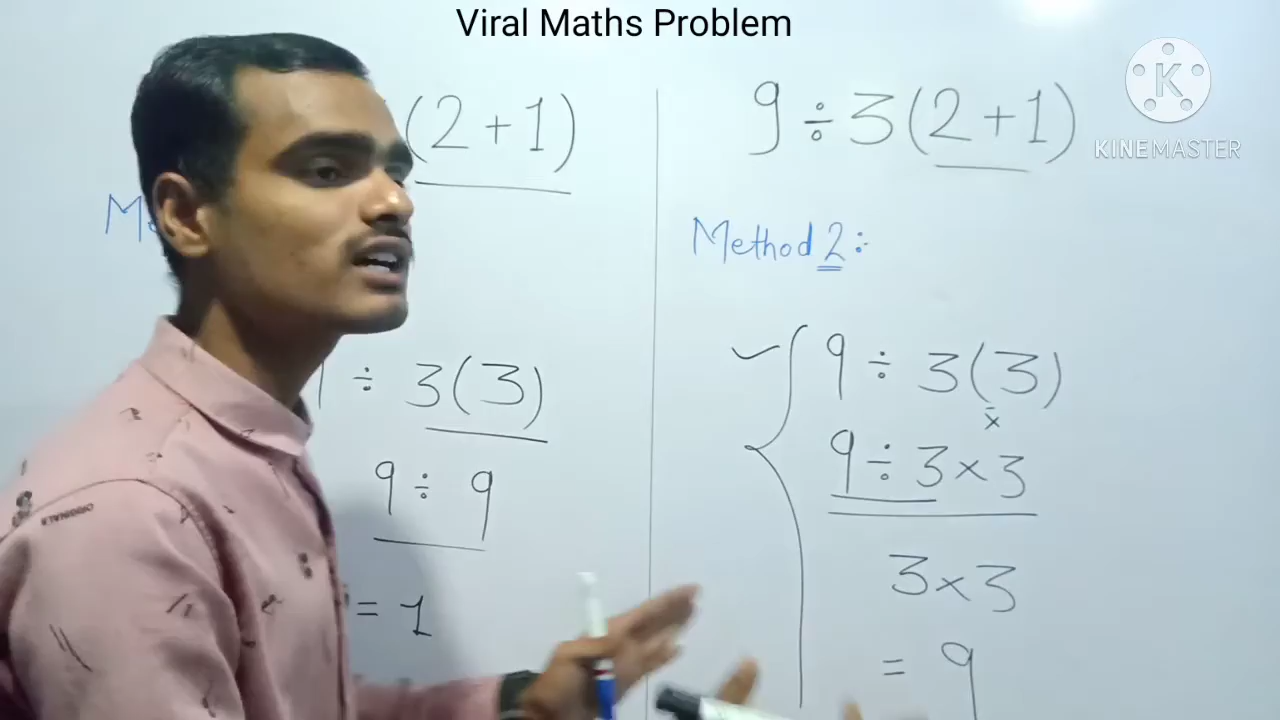 Viral Maths Problem
(2+1)
÷ 3(3)
9 ÷ 9
= 1
9÷3(2+1)
Method 2:
9 ÷ 3(3)
×
9÷3×3
3×3
= 9
K
KINEMASTER
ORIGINALS